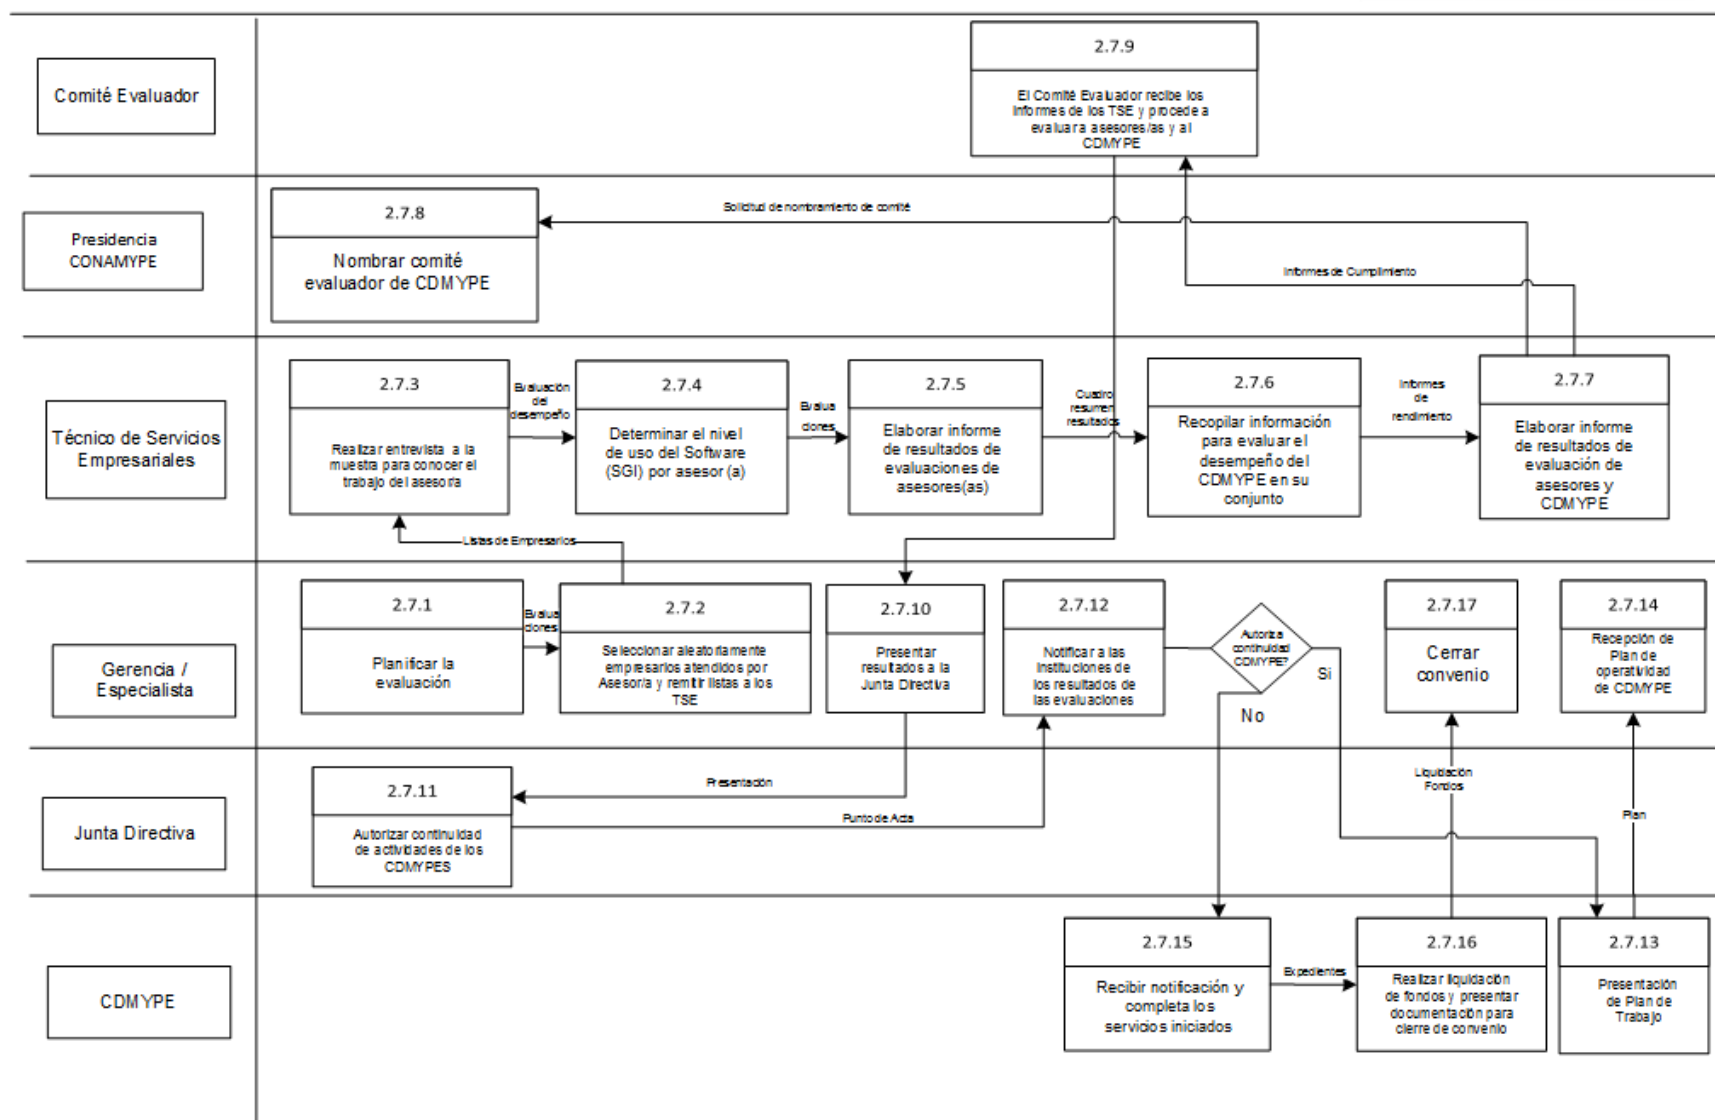 Comité Evaluador
2.7.9
El Comité Evaluador recibe los
Informes de los TSE y procede a
evaluar a asesores/as y al
CDMYPE
Presidencia
CONAMYPE
2.7.8
Nombrar comité
evaluador de CDMYPE
Solicitud de nombramiento de comité
Informes de Cumplimiento
Técnico de Servicios
Empresariales
2.7.3
Realizar entrevista a la
muestra para conocer el
trabajo del asesor/a
Evaluación
del
desempeño
2.7.4
Determinar el nivel
de uso del Software
(SGI) por asesor (a)
Evalua
ciones
2.7.5
Elaborar informe
de resultados de
evaluaciones de
asesores(as)
Cuadro
resumen
resultados
2.7.6
Recopilar información
para evaluar el
desempeño del
CDMYPE en su
conjunto
Informes
de
rendimiento
2.7.7
Elaborar informe
de resultados de
evaluación de
asesores y
CDMYPE
Listas de Empresarios
Gerencia /
Especialista
2.7.1
Planificar la
evaluación
Evalua
ciones
2.7.2
Seleccionar aleatoriamente
empresarios atendidos por
Asesor/a y remitir listas a los
TSE
2.7.10
Presentar
resultados a la
Junta Directiva
2.7.12
Notificar a las
Instituciones de
los resultados de
las evaluaciones
Autoriza
continuidad
CDMYPE?
Si
No
2.7.17
Cerrar
convenio
2.7.14
Recepción de
Plan de
operatividad
de CDMYPE
Junta Directiva
2.7.11
Autorizar continuidad
de actividades de los
CDMYPES
Presentación
Punto de Acta
Liquidación
Fondos
Plan
CDMYPE
2.7.15
Recibir notificación y
completa los
servicios iniciados
Expedientes
2.7.16
Realizar liquidación
de fondos y presentar
documentación para
cierre de convenio
2.7.13
Presentación
de Plan de
Trabajo